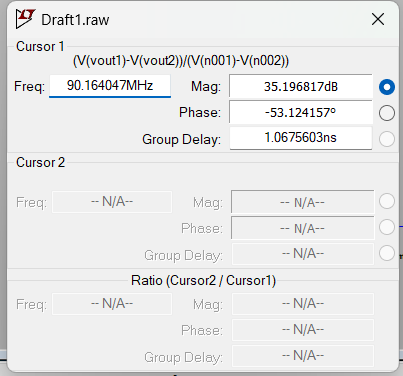 Draft1.raw
Cursor 1
(V(vout1)-V(vout2))/(V(n001)-V(n002))
Freq: 90.164047MHz Mag: 35.196817dB
Phase: -53.124157º
Group Delay: 1.0675603ns
Cursor 2
Freq: -- N/A-- Mag: -- N/A--
Phase: -- N/A--
Group Delay: -- N/A--
Ratio (Cursor2 / Cursor1)
Freq: -- N/A-- Mag: -- N/A--
Phase: -- N/A--
Group Delay: -- N/A--